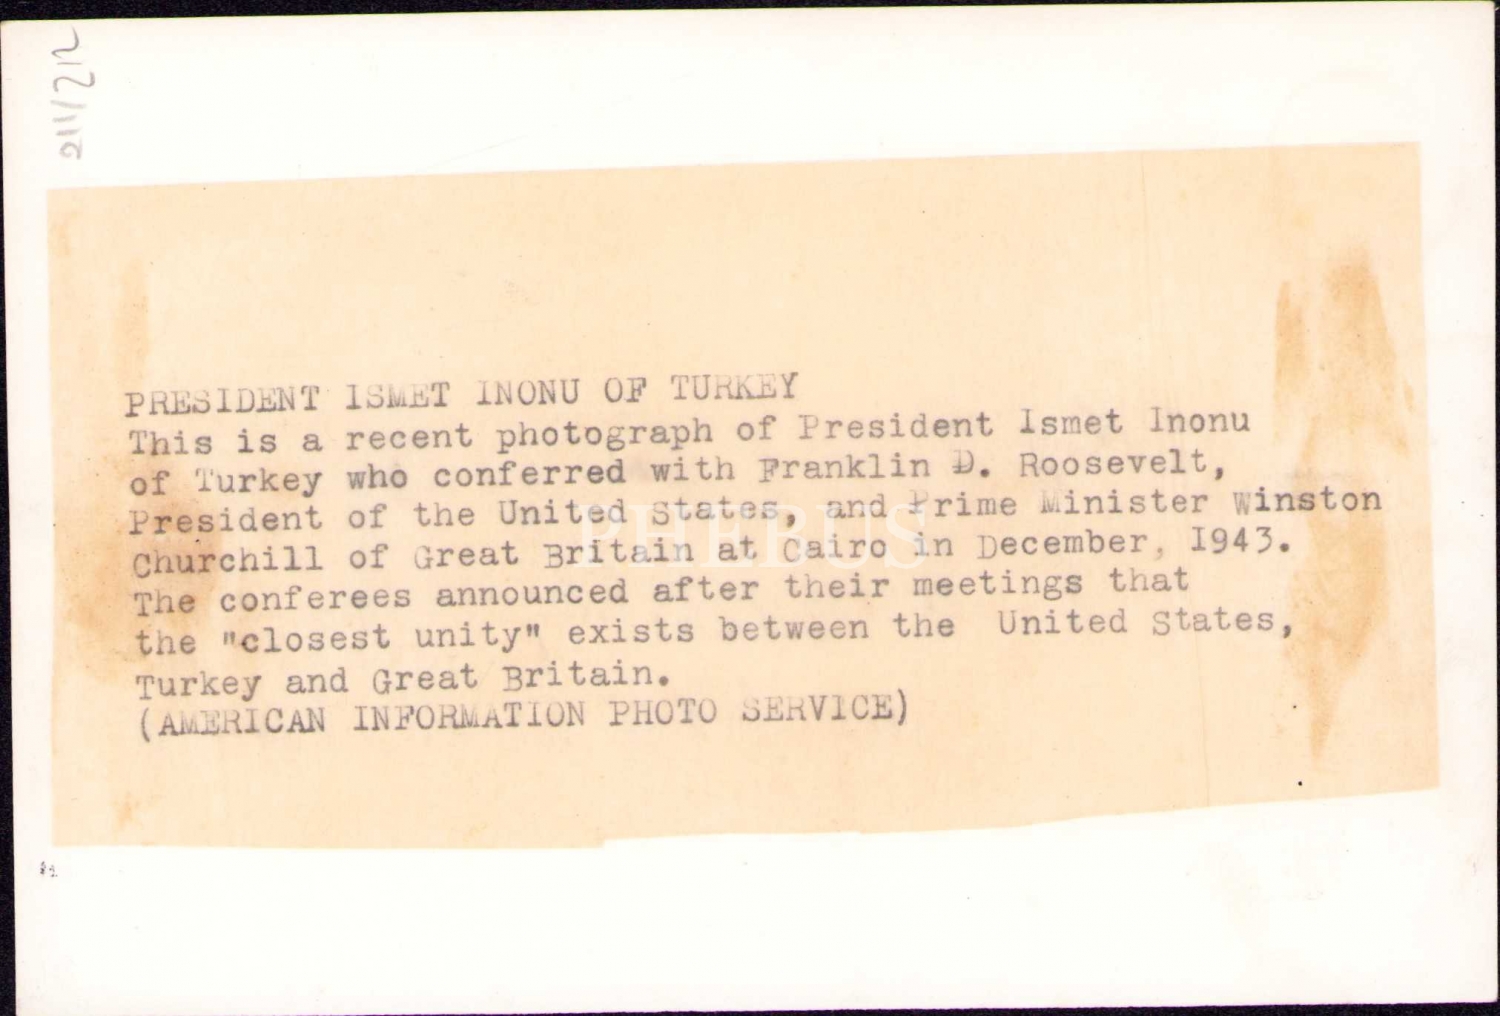 211/212
PRESIDENT ISMET INONU OF TURKEY
This is a recent photograph of President Ismet Inonu
of Turkey who conferred with Franklin D. Roosevelt,
President of the United States, and Prime Minister Winston
Churchill of Great Britain at Cairo in December, 1943.
The conferees announced after their meetings that
the "closest unity" exists between the United States,
Turkey and Great Britain.
(AMERICAN INFORMATION PHOTO SERVICE)
PHEBUS